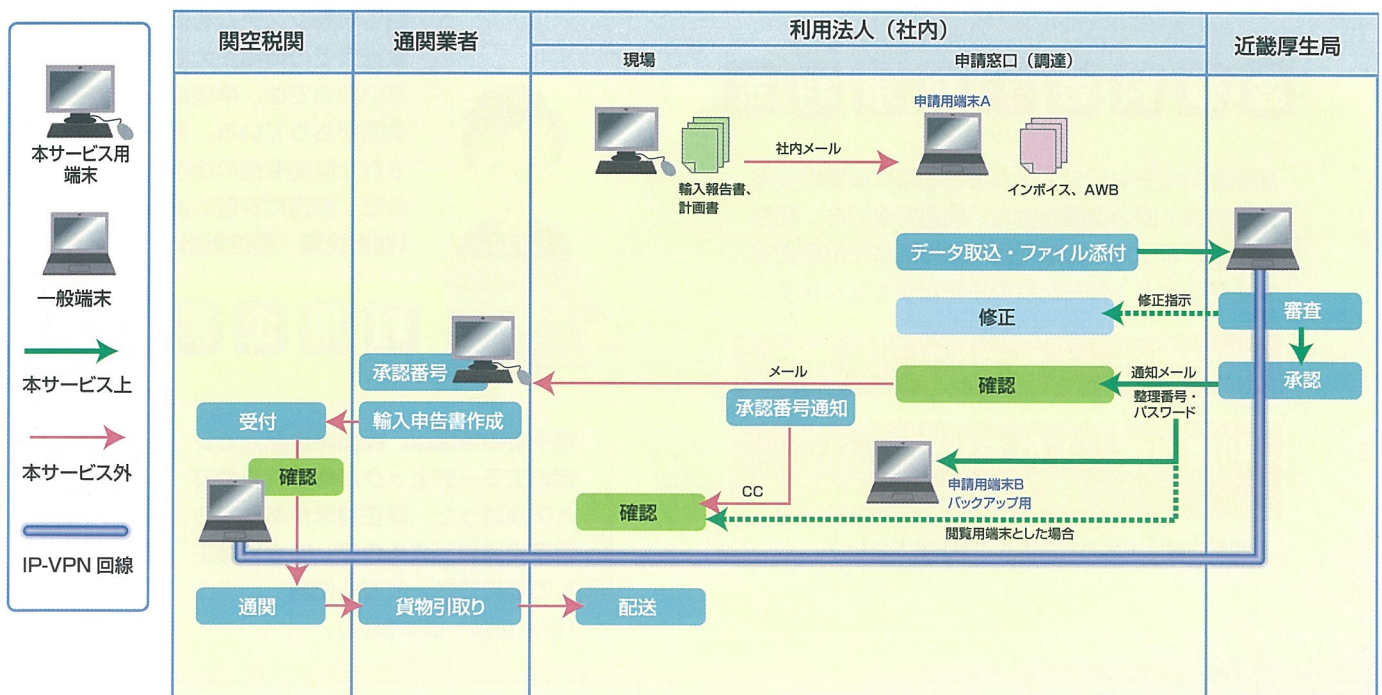 本サービス用
端末
一般端末
本サービス上
本サービス外
IP-VPN 回線
関空税関
通関業者
利用法人（社内）
現場
申請窓口（調達）
近畿厚生局
輸入報告書、
計画書
社内メール
申請用端末A
インボイス、AWB
データ取込・ファイル添付
修正
修正指示
審査
承認番号
メール
確認
通知メール
整理番号・
パスワード
承認
承認番号通知
受付
輸入申告書作成
確認
CC
確認
申請用端末B
バックアップ用
閲覧用端末とした場合
通関
貨物引取り
配送